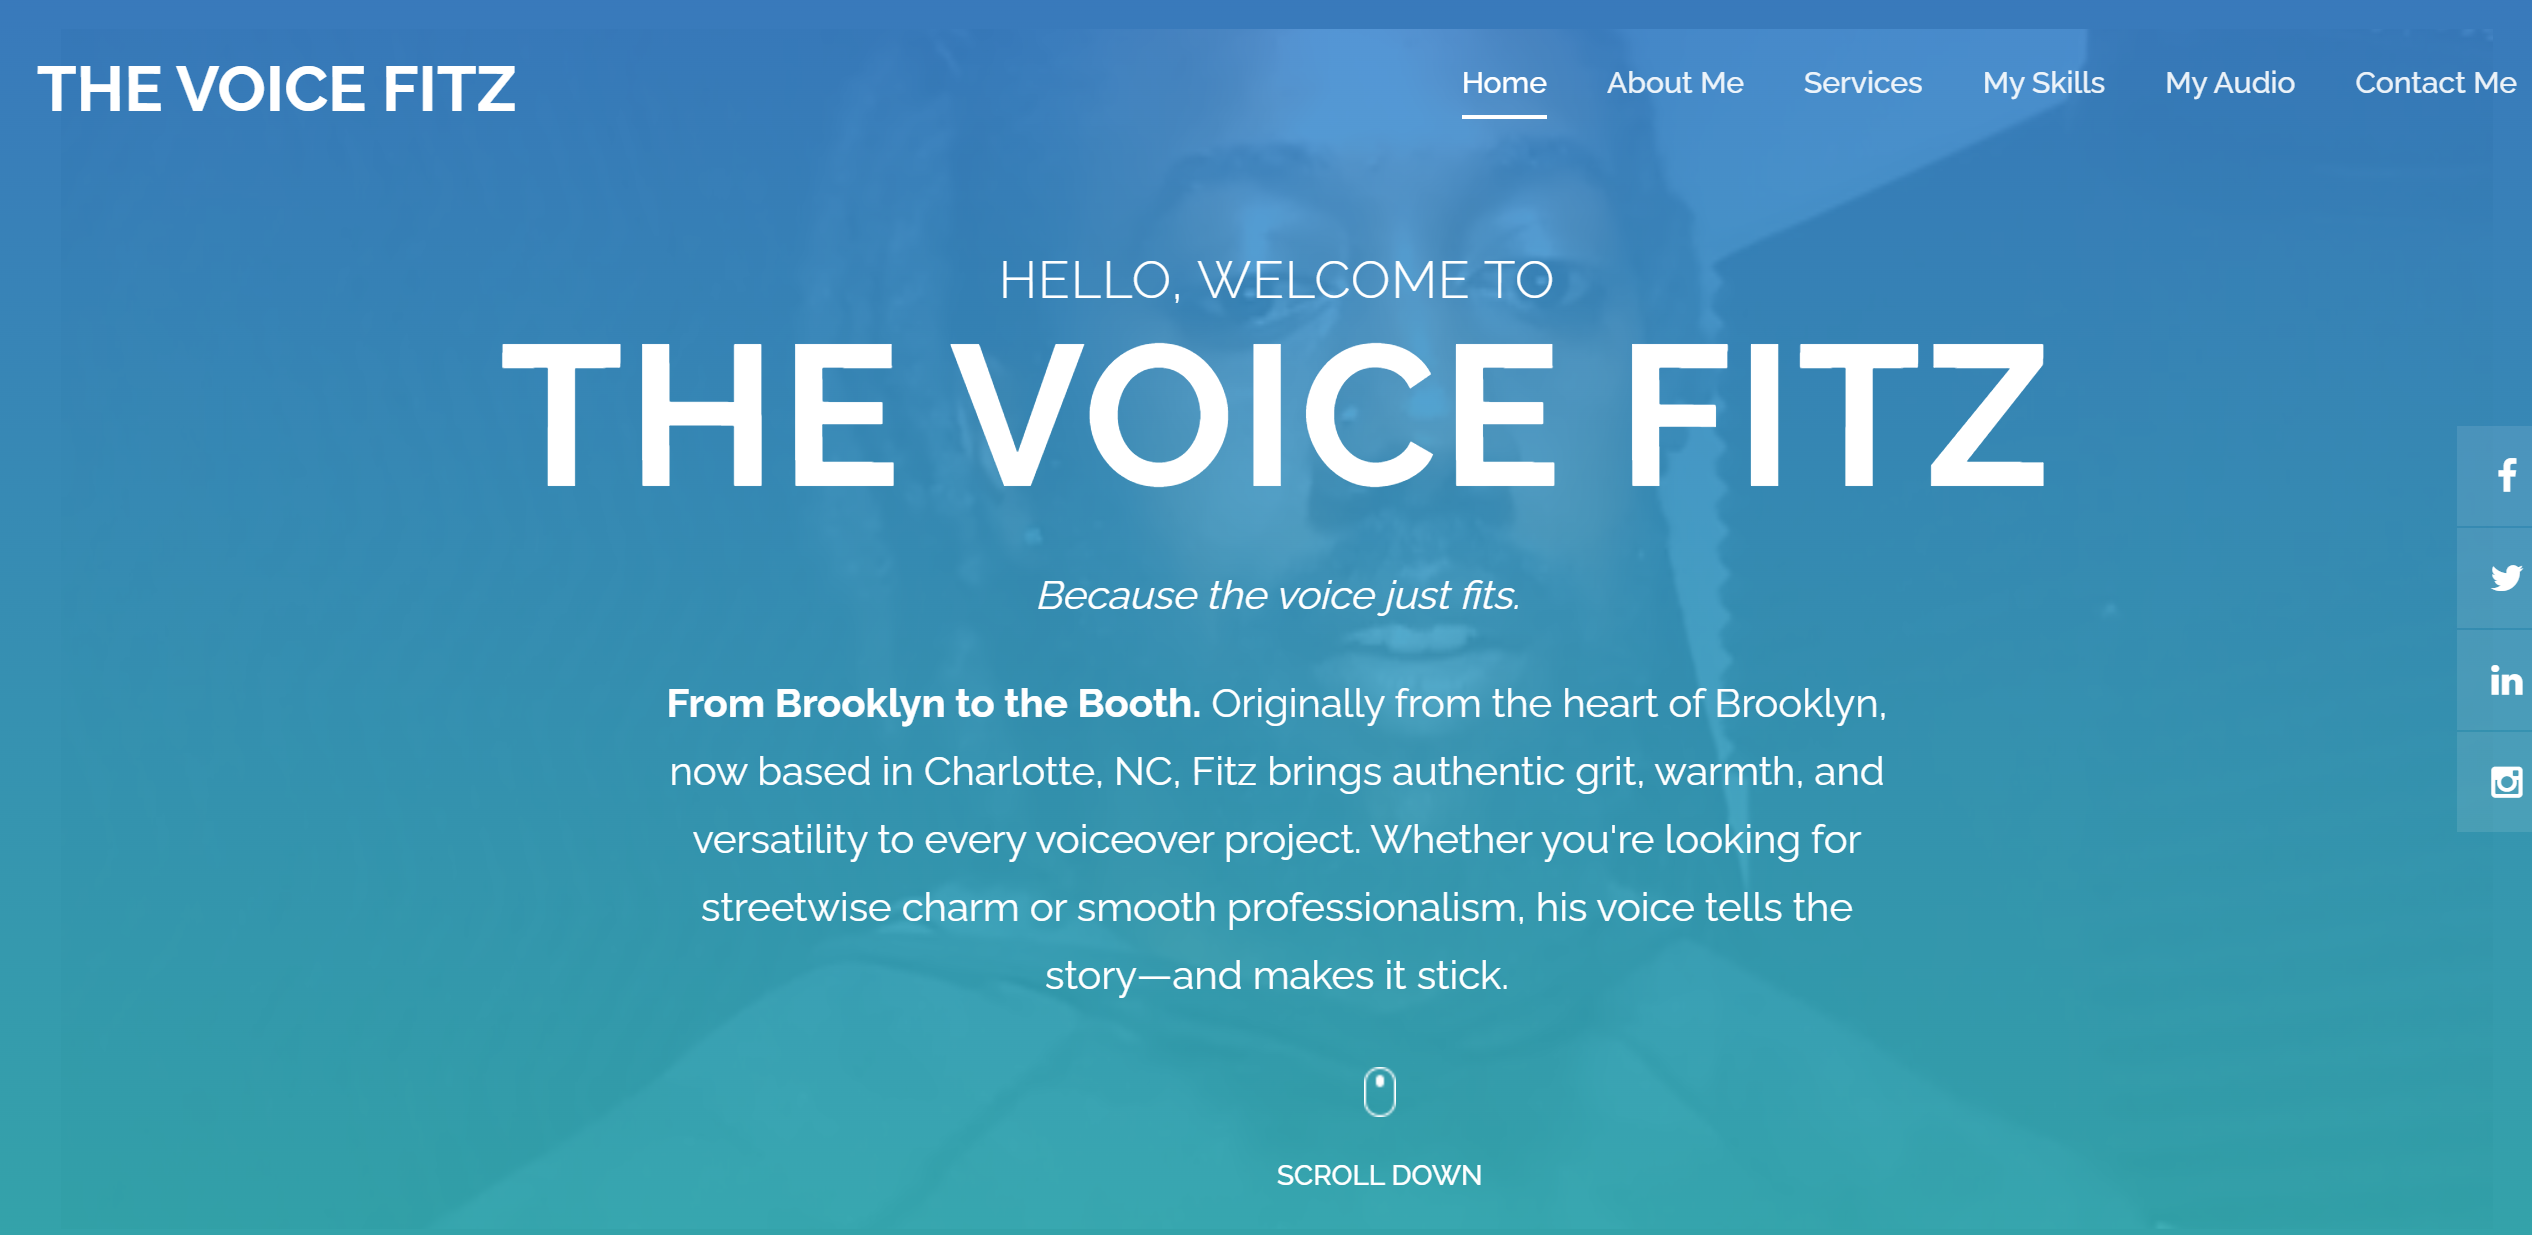 THE VOICE FITZ
Home About Me Services My Skills My Audio Contact Me
HELLO, WELCOME TO
THE VOICE FITZ
Because the voice just fits.
From Brooklyn to the Booth. Originally from the heart of Brooklyn,
now based in Charlotte, NC, Fitz brings authentic grit, warmth, and
versatility to every voiceover project. Whether you're looking for
streetwise charm or smooth professionalism, his voice tells the
story—and makes it stick.
SCROLL DOWN